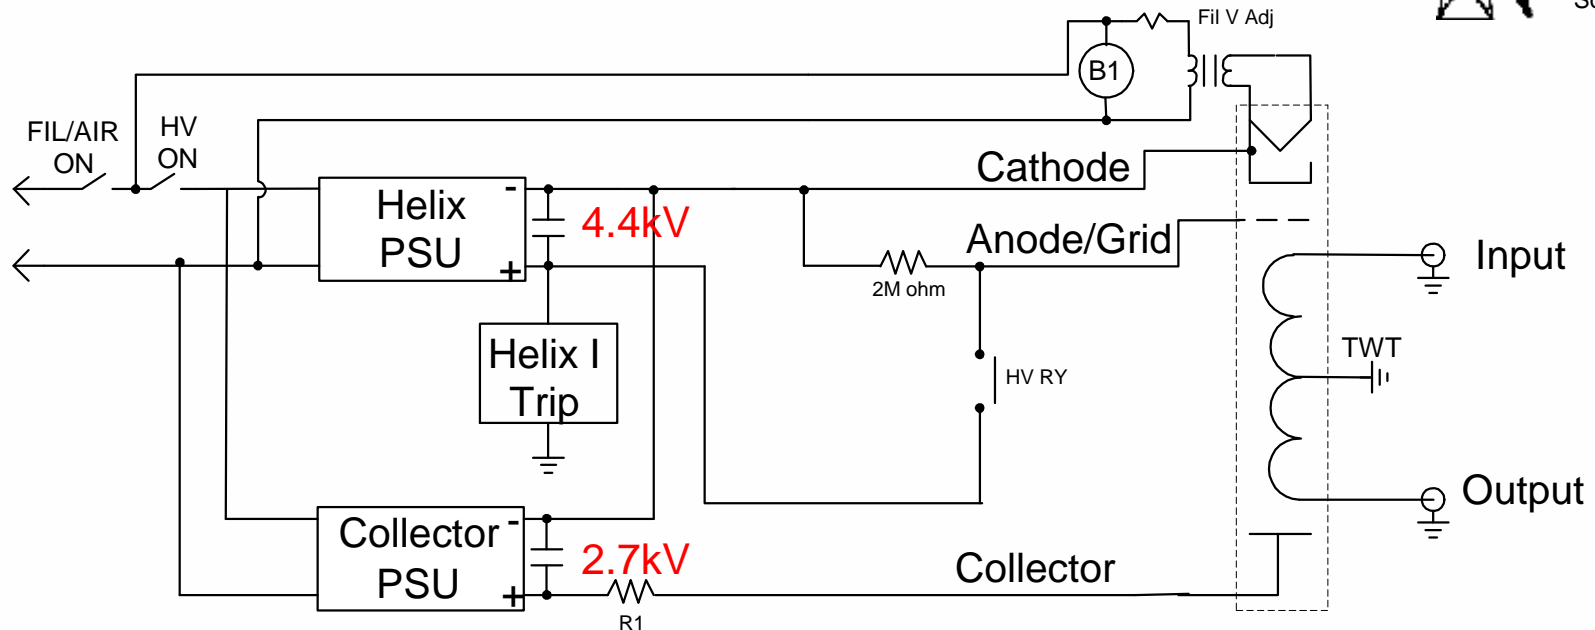 So
Fil V Adj
B1
FIL/AIR
ON
HV
ON
Cathode
Helix
PSU
-
+
4.4kV
Anode/Grid
2M ohm
Input
Helix I
Trip
HV RY
TWT
Output
Collector
PSU
-
+
2.7kV
R1
Collector